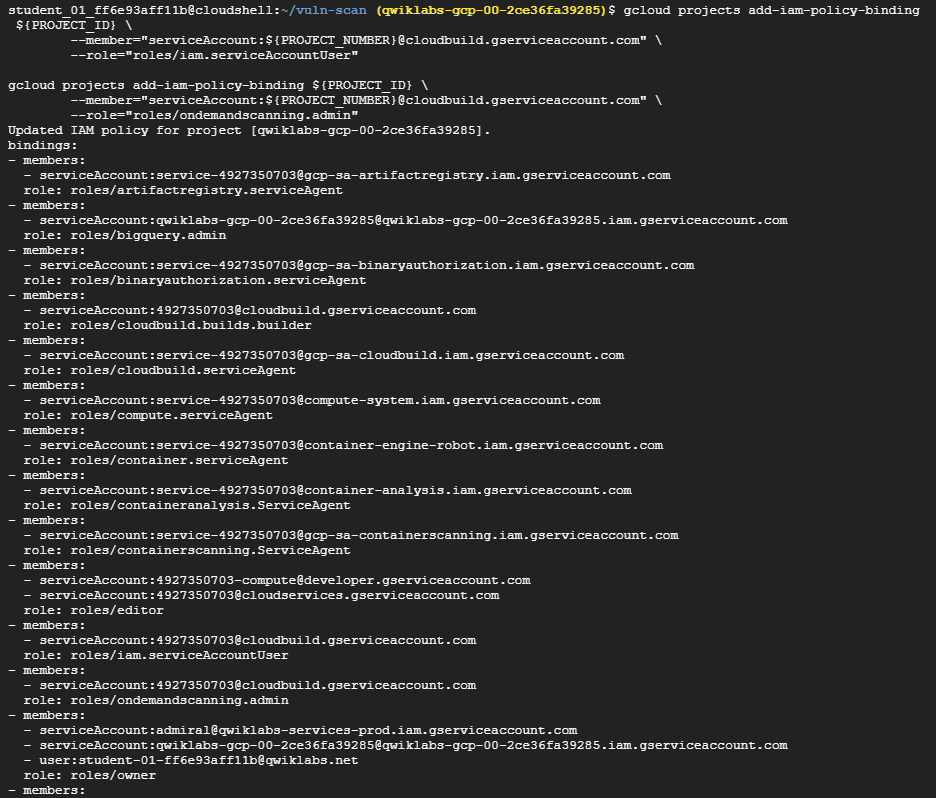 student_01_ff6e93aff11b@cloudshell:~/vuln-scan (qwiklabs-gcp-00-2ce36fa39285)$ gcloud projects add-iam-policy-binding
${PROJECT_ID} \
--member="serviceAccount:${PROJECT_NUMBER}@cloudbuild.gserviceaccount.com" \
--role="roles/iam.serviceAccountUser"
gcloud projects add-iam-policy-binding ${PROJECT_ID} \
--member="serviceAccount:${PROJECT_NUMBER}@cloudbuild.gserviceaccount.com" \
--role="roles/ondemandscanning.admin"
Updated IAM policy for project [qwiklabs-gcp-00-2ce36fa39285].
bindings:
- members:
- serviceAccount:service-4927350703@gcp-sa-artifactregistry.iam.gserviceaccount.com
role: roles/artifactregistry.serviceAgent
- members:
- serviceAccount:qwiklabs-gcp-00-2ce36fa39285@qwiklabs-gcp-00-2ce36fa39285.iam.gserviceaccount.com
role: roles/bigquery.admin
- members:
- serviceAccount:service-4927350703@gcp-sa-binaryauthorization.iam.gserviceaccount.com
role: roles/binaryauthorization.serviceAgent
- members:
- serviceAccount:4927350703@cloudbuild.gserviceaccount.com
role: roles/cloudbuild.builds.builder
- members:
- serviceAccount:service-4927350703@gcp-sa-cloudbuild.iam.gserviceaccount.com
role: roles/cloudbuild.serviceAgent
- members:
- serviceAccount:service-4927350703@compute-system.iam.gserviceaccount.com
role: roles/compute.serviceAgent
- members:
- serviceAccount:service-4927350703@container-engine-robot.iam.gserviceaccount.com
role: roles/container.serviceAgent
- members:
- serviceAccount:service-4927350703@container-analysis.iam.gserviceaccount.com
role: roles/containeranalysis.ServiceAgent
- members:
- serviceAccount:service-4927350703@gcp-sa-containerscanning.iam.gserviceaccount.com
role: roles/containerscanning.ServiceAgent
- members:
- serviceAccount:4927350703-compute@developer.gserviceaccount.com
- serviceAccount:4927350703@cloudservices.gserviceaccount.com
role: roles/editor
- members:
- serviceAccount:4927350703@cloudbuild.gserviceaccount.com
role: roles/iam.serviceAccountUser
- members:
- serviceAccount:4927350703@cloudbuild.gserviceaccount.com
role: roles/ondemandscanning.admin
- members:
- serviceAccount:admiral@qwiklabs-services-prod.iam.gserviceaccount.com
- serviceAccount:qwiklabs-gcp-00-2ce36fa39285@qwiklabs-gcp-00-2ce36fa39285.iam.gserviceaccount.com
- user:student-01-ff6e93aff11b@qwiklabs.net
role: roles/owner
- members: